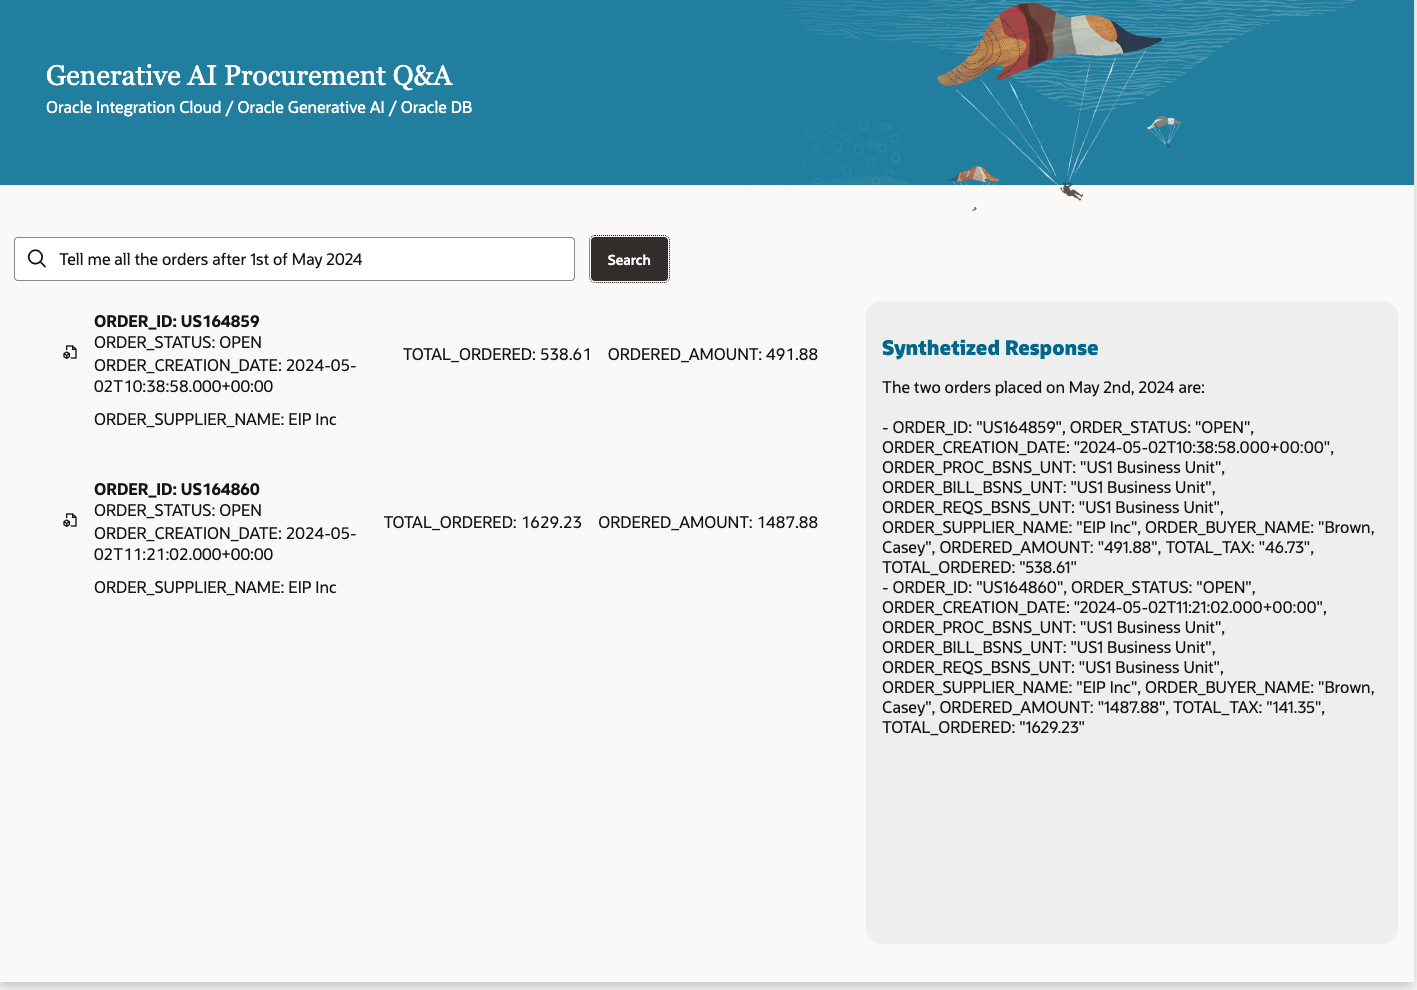 Generative AI Procurement Q&A
Oracle Integration Cloud / Oracle Generative AI / Oracle DB
Tell me all the orders after 1st of May 2024
Search
ORDER_ID: US164859
ORDER_STATUS: OPEN
ORDER_CREATION_DATE: 2024-05-
02T10:38:58.000+00:00
ORDER_SUPPLIER_NAME: EIP Inc
TOTAL_ORDERED: 538.61
ORDERED_AMOUNT: 491.88
ORDER_ID: US164860
ORDER_STATUS: OPEN
ORDER_CREATION_DATE: 2024-05-
02T11:21:02.000+00:00
ORDER_SUPPLIER_NAME: EIP Inc
TOTAL_ORDERED: 1629.23
ORDERED_AMOUNT: 1487.88
Synthetized Response
The two orders placed on May 2nd, 2024 are:
- ORDER_ID: "US164859", ORDER_STATUS: "OPEN",
ORDER_CREATION_DATE: "2024-05-02T10:38:58.000+00:00",
ORDER_PROC_BSNS_UNT: "US1 Business Unit",
ORDER_BILL_BSNS_UNT: "US1 Business Unit",
ORDER_REQS_BSNS_UNT: "US1 Business Unit",
ORDER_SUPPLIER_NAME: "EIP Inc", ORDER_BUYER_NAME: "Brown,
Casey", ORDERED_AMOUNT: "491.88", TOTAL_TAX: "46.73",
TOTAL_ORDERED: "538.61"
- ORDER_ID: "US164860", ORDER_STATUS: "OPEN",
ORDER_CREATION_DATE: "2024-05-02T11:21:02.000+00:00",
ORDER_PROC_BSNS_UNT: "US1 Business Unit",
ORDER_BILL_BSNS_UNT: "US1 Business Unit",
ORDER_REQS_BSNS_UNT: "US1 Business Unit",
ORDER_SUPPLIER_NAME: "EIP Inc", ORDER_BUYER_NAME: "Brown,
Casey", ORDERED_AMOUNT: "1487.88", TOTAL_TAX: "141.35",
TOTAL_ORDERED: "1629.23"